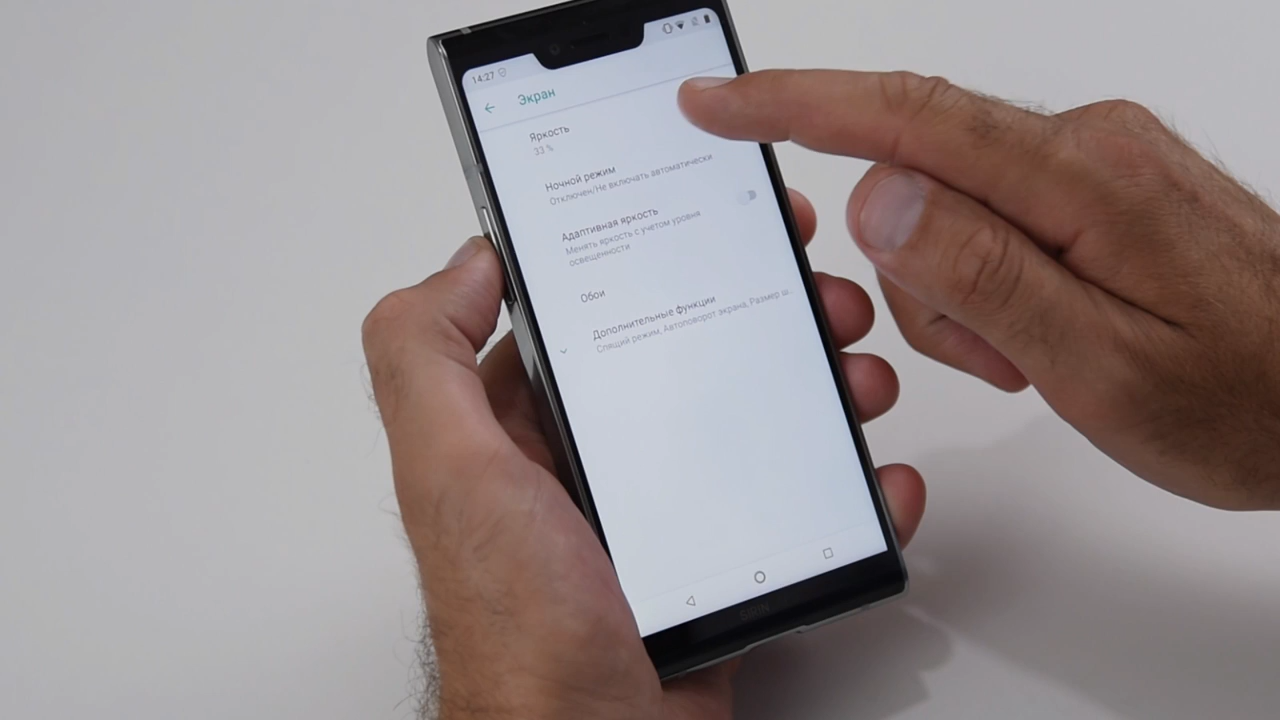 14:27
Экран
Яркость
33 %
Ночной режим
Отключен/Не включать автоматически
Адаптивная яркость
Менять яркость с учетом уровня
освещенности
Обои
Дополнительные функции
Спящий режим, Автоповорот экрана, Размер ш...
SIRIN